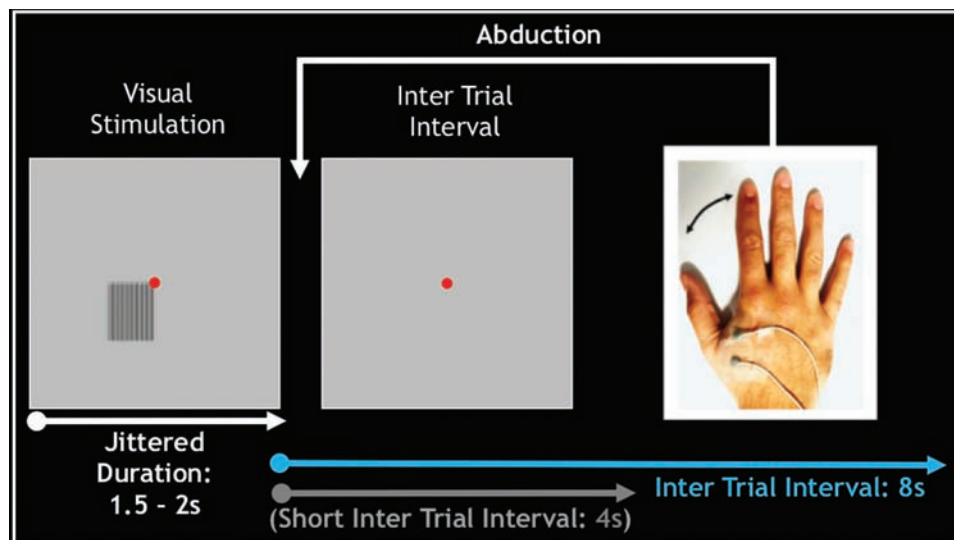 Abduction
Visual
Stimulation
Inter Trial
Interval
Jittered
Duration:
1.5 - 2s
Inter Trial Interval: 8s
(Short Inter Trial Interval: 4s)